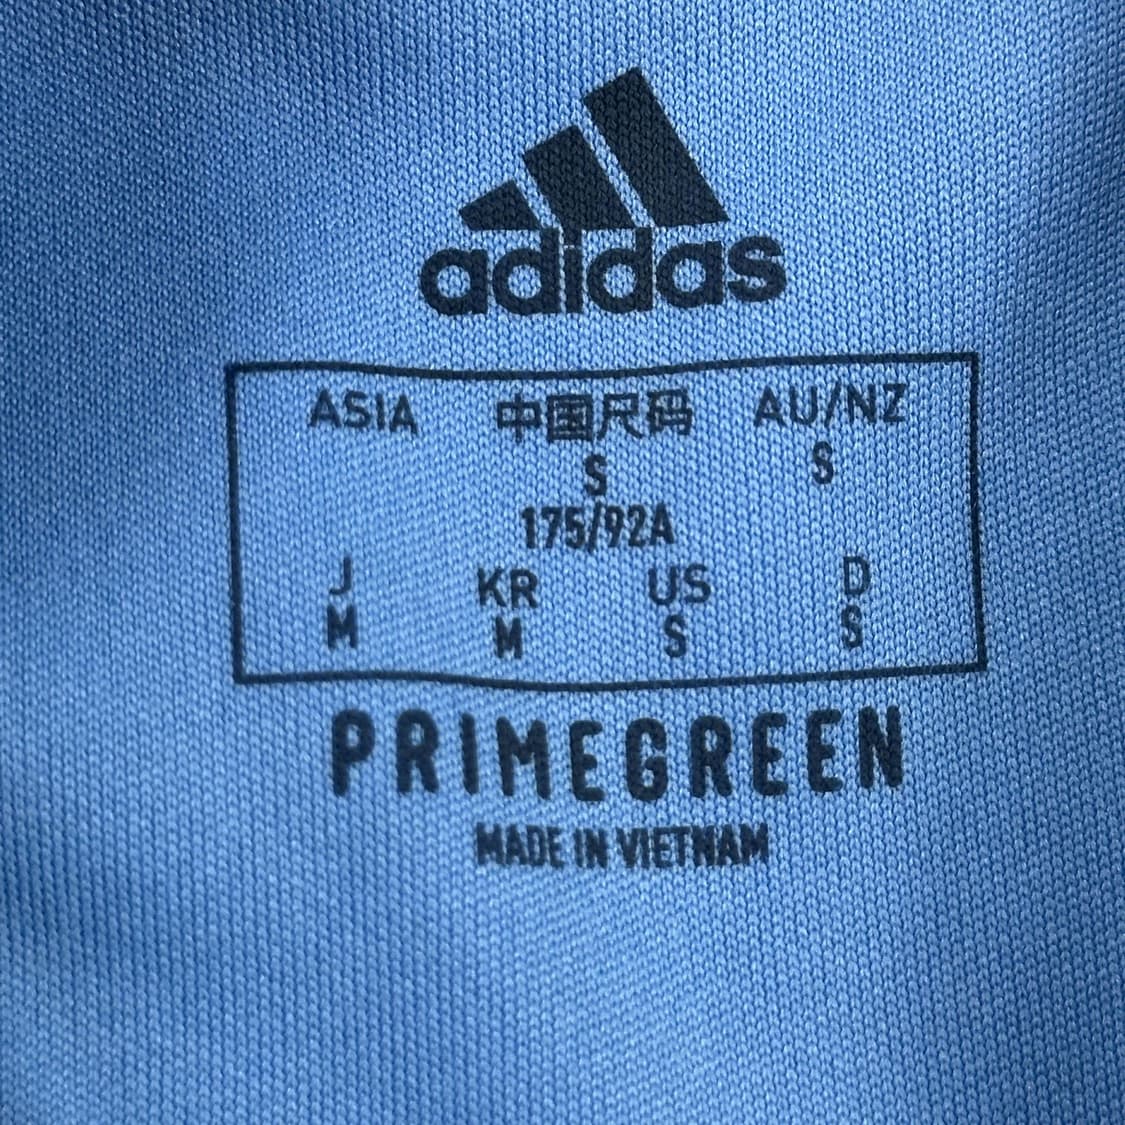 adidas
ASIA 中国尺码 AU/NZ
S S
175/92A
J KR US D
M M S S
PRIMEGREEN
MADE IN VIETNAM